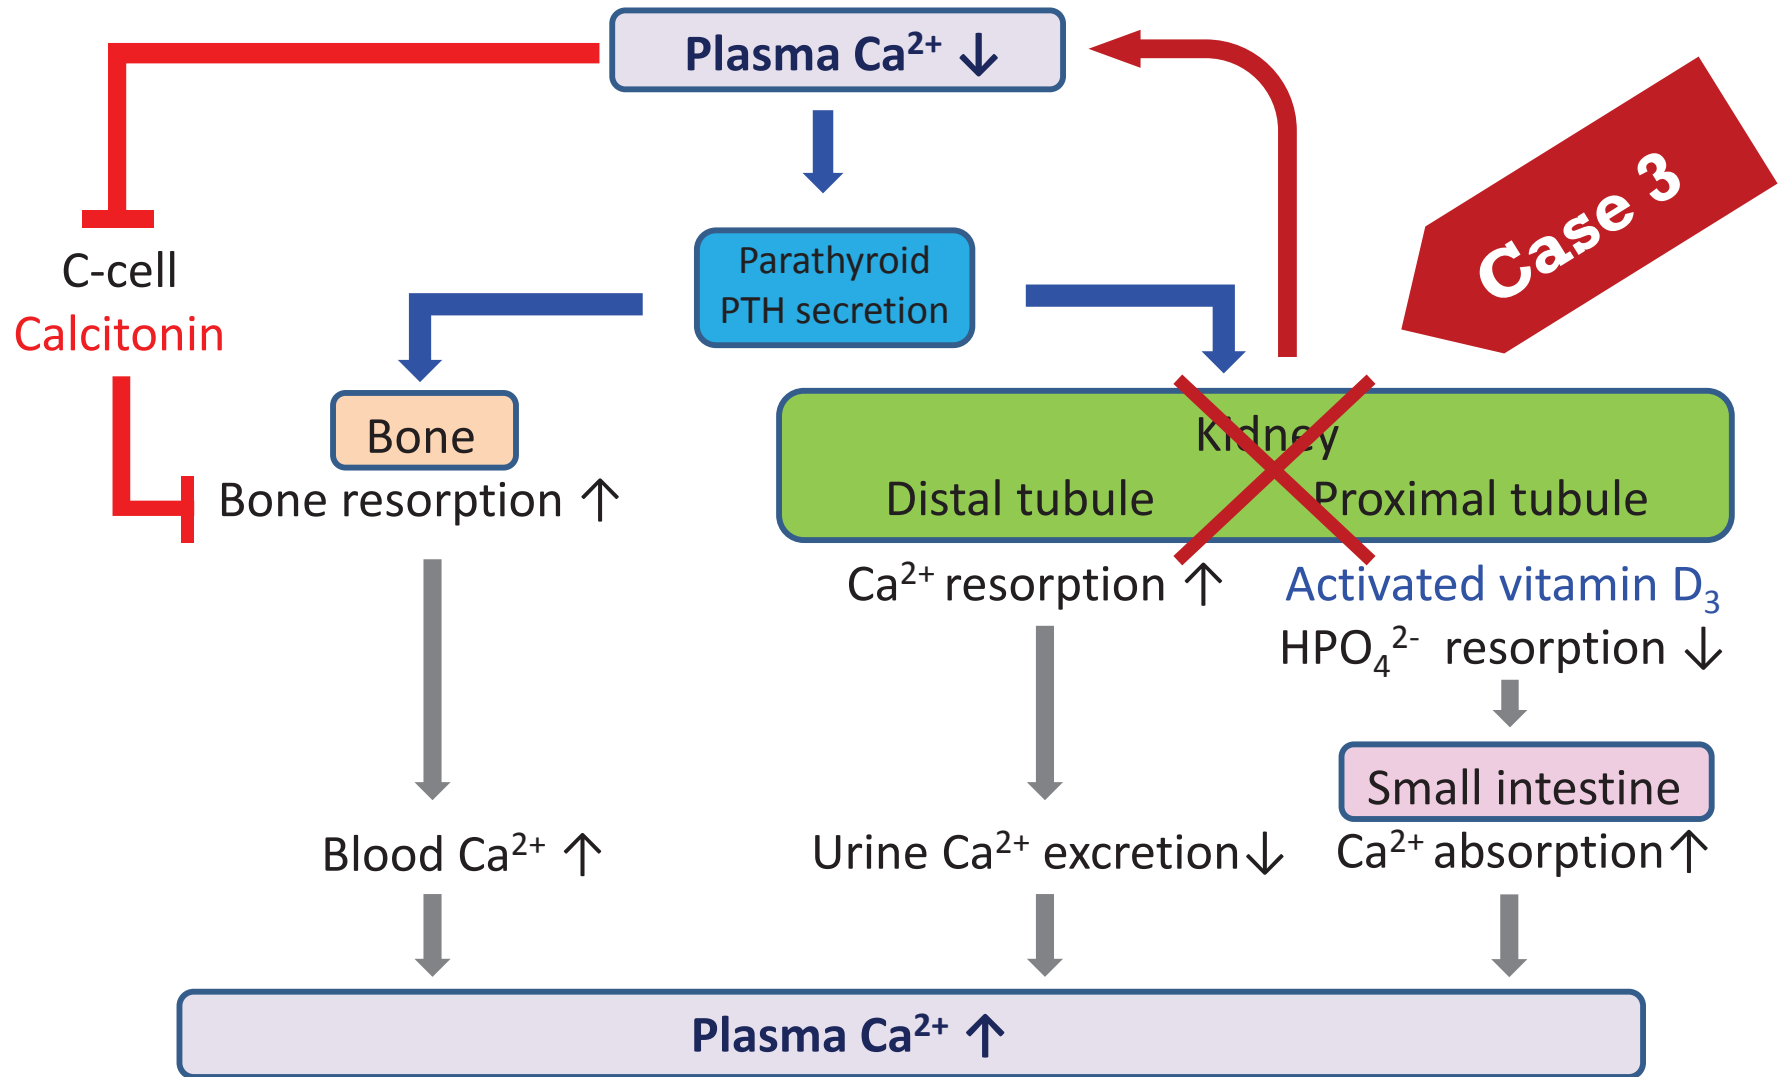 Plasma Ca²⁺ ↓
Case 3
C-cell
Calcitonin
Parathyroid
PTH secretion
Bone
Bone resorption ↑
Kidney
Distal tubule
Proximal tubule
Ca²⁺ resorption ↑
Activated vitamin D₃
HPO₄²⁻ resorption ↓
Small intestine
Blood Ca²⁺ ↑
Urine Ca²⁺ excretion ↓
Ca²⁺ absorption ↑
Plasma Ca²⁺ ↑